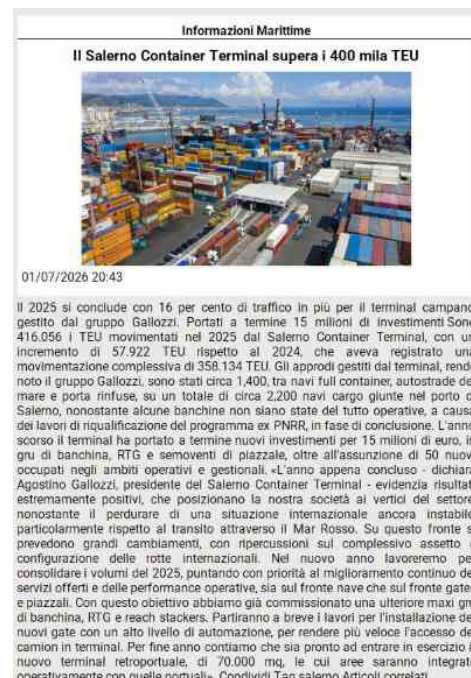 Informazioni Marittime
Il Salerno Container Terminal supera i 400 mila TEU
01/07/2026 20:43
Il 2025 si conclude con 16 per cento di traffico in più per il terminal campano
gestito dal gruppo Gallozzi. Portati a termine 15 milioni di investimenti Sono
416.056 i TEU movimentati nel 2025 dal Salerno Container Terminal, con un
incremento di 57.922 TEU rispetto al 2024, che aveva registrato una
movimentazione complessiva di 358.134 TEU. Gli approdi gestiti dal terminal, rende
noto il gruppo Gallozzi, sono stati circa 1,400, tra navi full container, autostrade del
mare e porta rinfuse, su un totale di circa 2,200 navi cargo giunte nel porto di
Salerno, nonostante alcune banchine non siano state del tutto operative, a causa
dei lavori di riqualificazione del programma ex PNRR, in fase di conclusione. L'anno
scorso il terminal ha portato a termine nuovi investimenti per 15 milioni di euro, in
gru di banchina, RTG e semoventi di piazzale, oltre all'assunzione di 50 nuovi
occupati negli ambiti operativi e gestionali. «L'anno appena concluso - dichiara
Agostino Gallozzi, presidente del Salerno Container Terminal - evidenzia risultati
estremamente positivi, che posizionano la nostra società ai vertici del settore,
nonostante il perdurare di una situazione internazionale ancora instabile
particolarmente rispetto al transito attraverso il Mar Rosso. Su questo fronte si
prevedono grandi cambiamenti, con ripercussioni sul complessivo assetto e
configurazione delle rotte internazionali. Nel nuovo anno lavoreremo per
consolidare i volumi del 2025, puntando con priorità al miglioramento continuo dei
servizi offerti e delle performance operative, sia sul fronte nave che sul fronte gate
e piazzali. Con questo obiettivo abbiamo già commissionato una ulteriore maxi gru
di banchina, RTG e reach stackers. Partiranno a breve i lavori per l'installazione dei
nuovi gate con un alto livello di automazione, per rendere più veloce l'accesso dei
camion in terminal. Per fine anno contiamo che sia pronto ad entrare in esercizio il
nuovo terminal retroportuale, di 70.000 mq, le cui aree saranno integrate
operativamente con quelle portuali». Condividi Tag salerno Articoli correlati